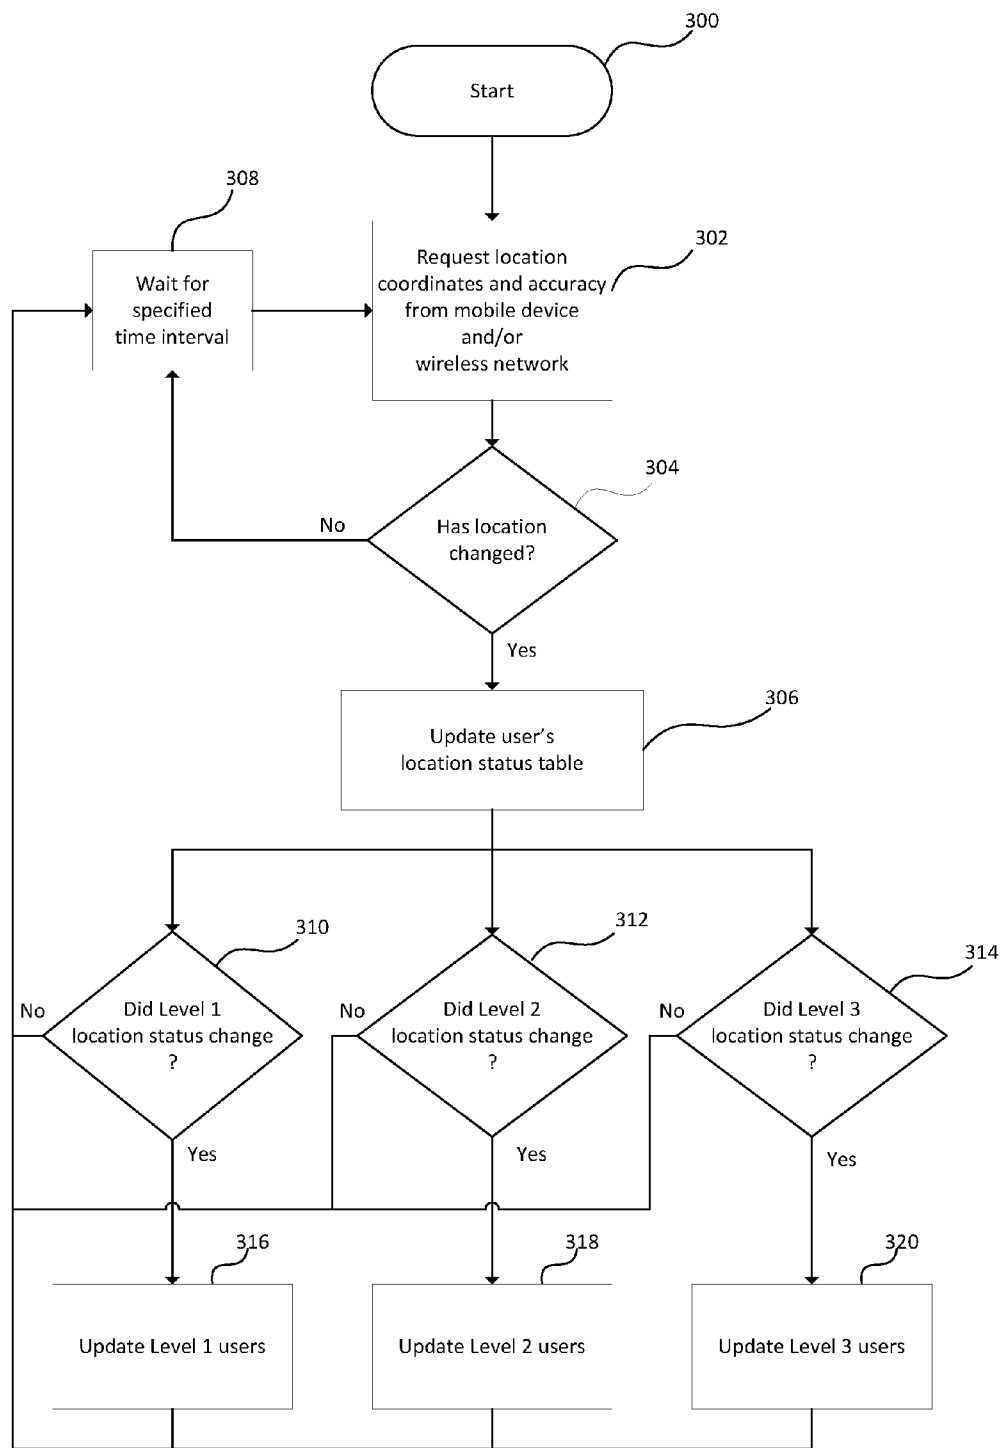 300
Start
308
Wait for
specified
time interval
302
Request location
coordinates and accuracy
from mobile device
and/or
wireless network
304
Has location
changed?
No
Yes
306
Update user's
location status table
310
312
314
No
Did Level 1
location status change
?
No
Did Level 2
location status change
?
No
Did Level 3
location status change
?
Yes
Yes
Yes
316
318
320
Update Level 1 users
Update Level 2 users
Update Level 3 users